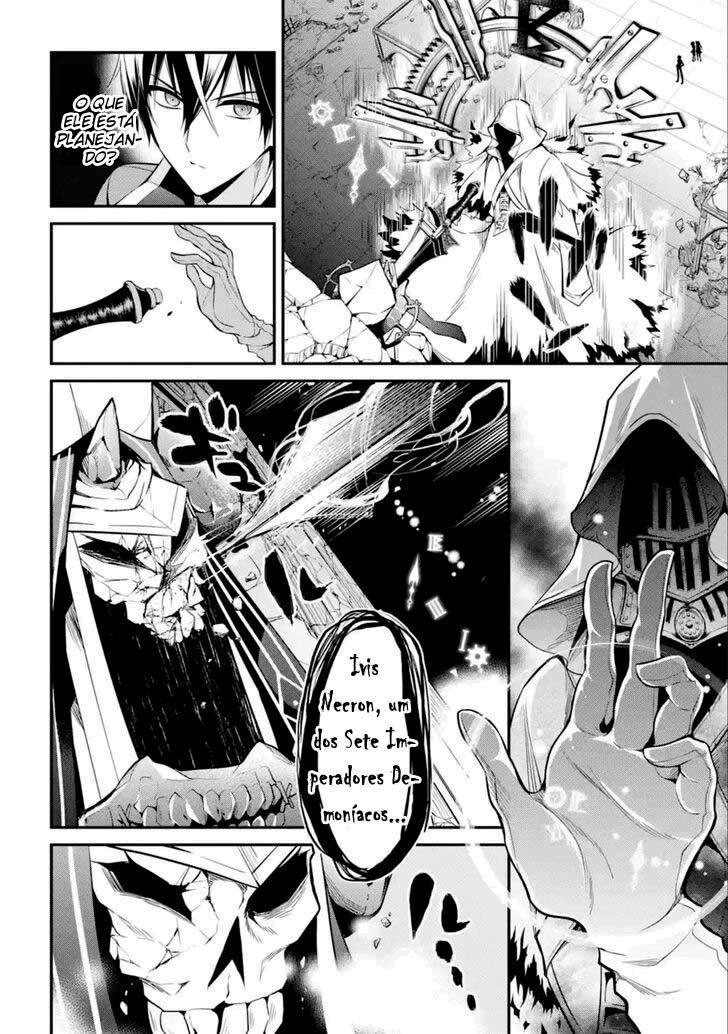 O QUE
ELE ESTÁ
PLANEJAN-
DO?
Ivis
Necron, um
dos Sete Im-
peradores De-
moníacos...